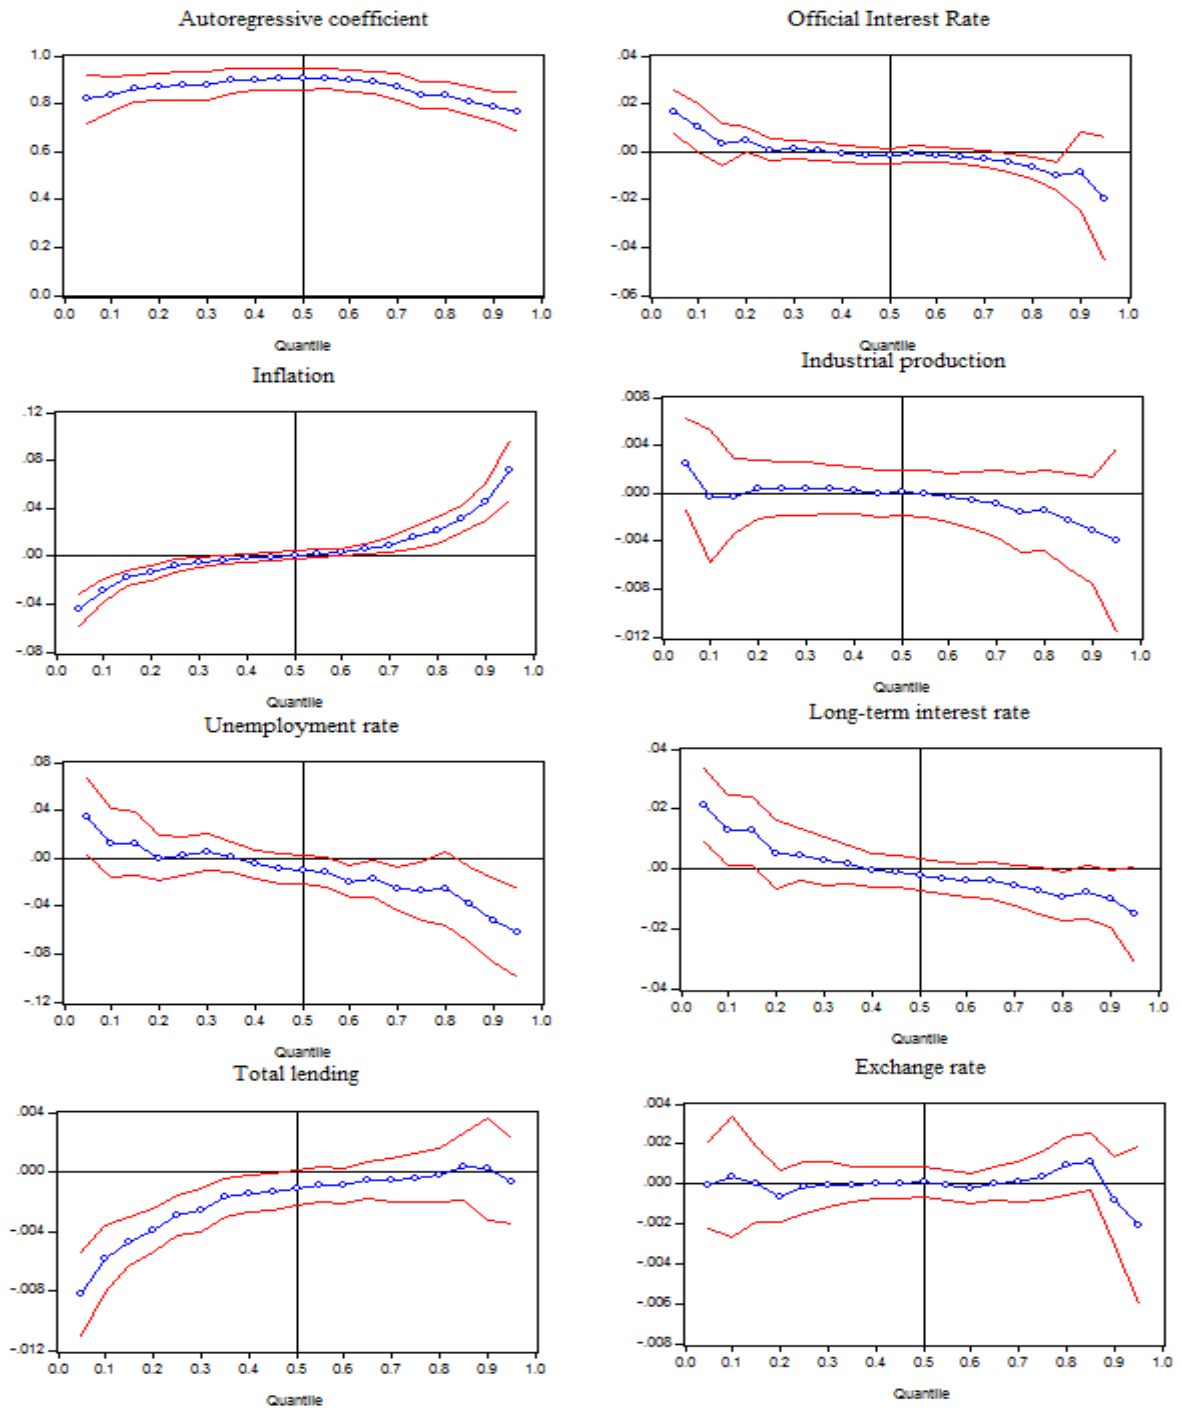 Autoregressive coefficient
1.0
0.8
0.6
0.4
0.2
0.0
0.0 0.1 0.2 0.3 0.4 0.5 0.6 0.7 0.8 0.9 1.0
Quantile
Official Interest Rate
.04
.02
.00
-.02
-.04
-.06
0.0 0.1 0.2 0.3 0.4 0.5 0.6 0.7 0.8 0.9 1.0
Quantile
Inflation
.12
.08
.04
.00
-.04
-.08
0.0 0.1 0.2 0.3 0.4 0.5 0.6 0.7 0.8 0.9 1.0
Quantile
Industrial production
.008
.004
.000
-.004
-.008
-.012
0.0 0.1 0.2 0.3 0.4 0.5 0.6 0.7 0.8 0.9 1.0
Quantile
Unemployment rate
.08
.04
.00
-.04
-.08
-.12
0.0 0.1 0.2 0.3 0.4 0.5 0.6 0.7 0.8 0.9 1.0
Quantile
Long-term interest rate
.04
.02
.00
-.02
-.04
0.0 0.1 0.2 0.3 0.4 0.5 0.6 0.7 0.8 0.9 1.0
Quantile
Total lending
.004
.000
-.004
-.008
-.012
0.0 0.1 0.2 0.3 0.4 0.5 0.6 0.7 0.8 0.9 1.0
Quantile
Exchange rate
.004
.002
.000
-.002
-.004
-.006
-.008
0.0 0.1 0.2 0.3 0.4 0.5 0.6 0.7 0.8 0.9 1.0
Quantile